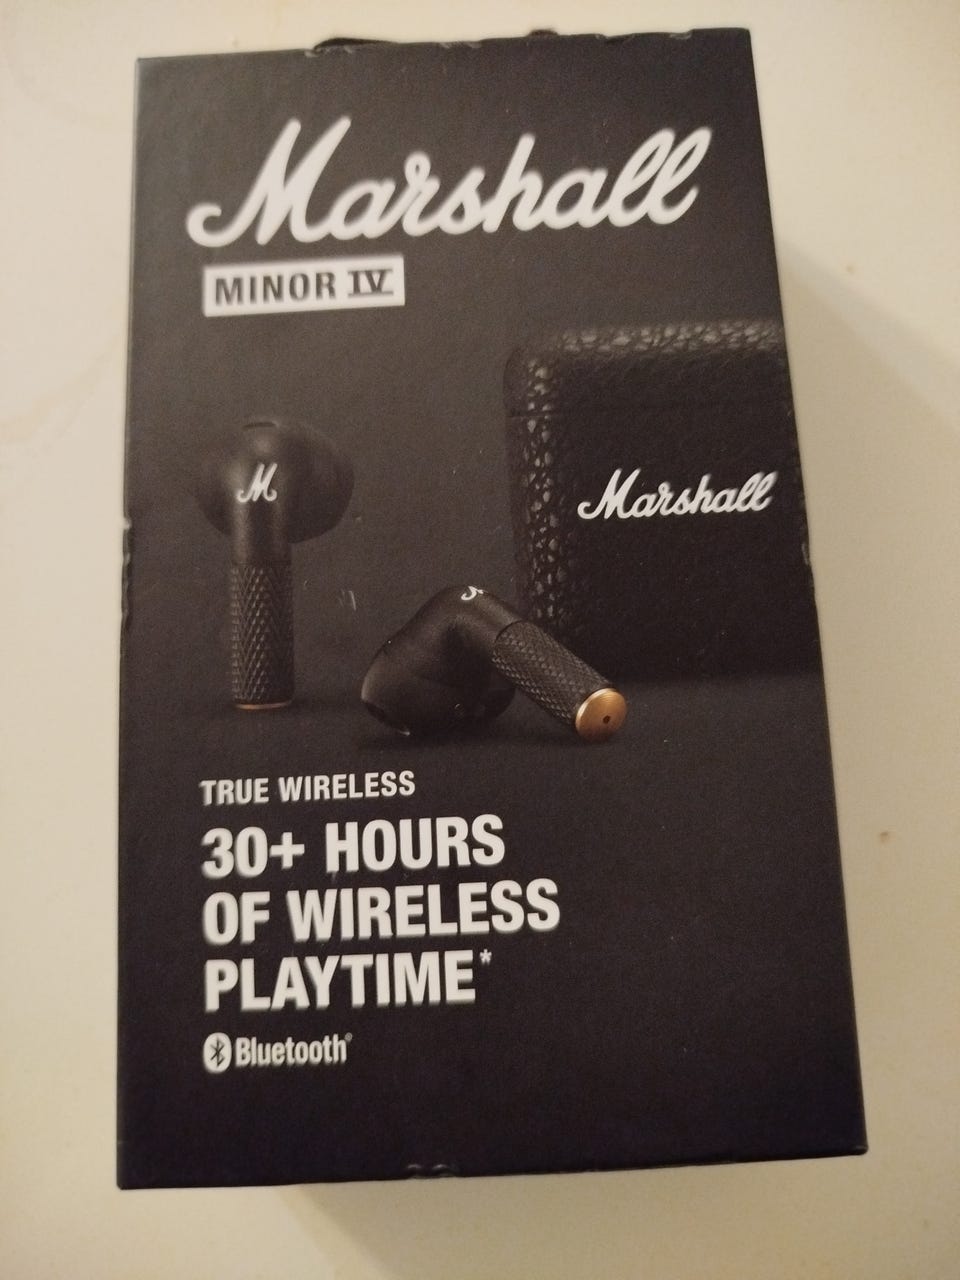 Marshall
MINOR IV
M
Marshall
TRUE WIRELESS
30+ HOURS
OF WIRELESS
PLAYTIME*
Bluetooth®